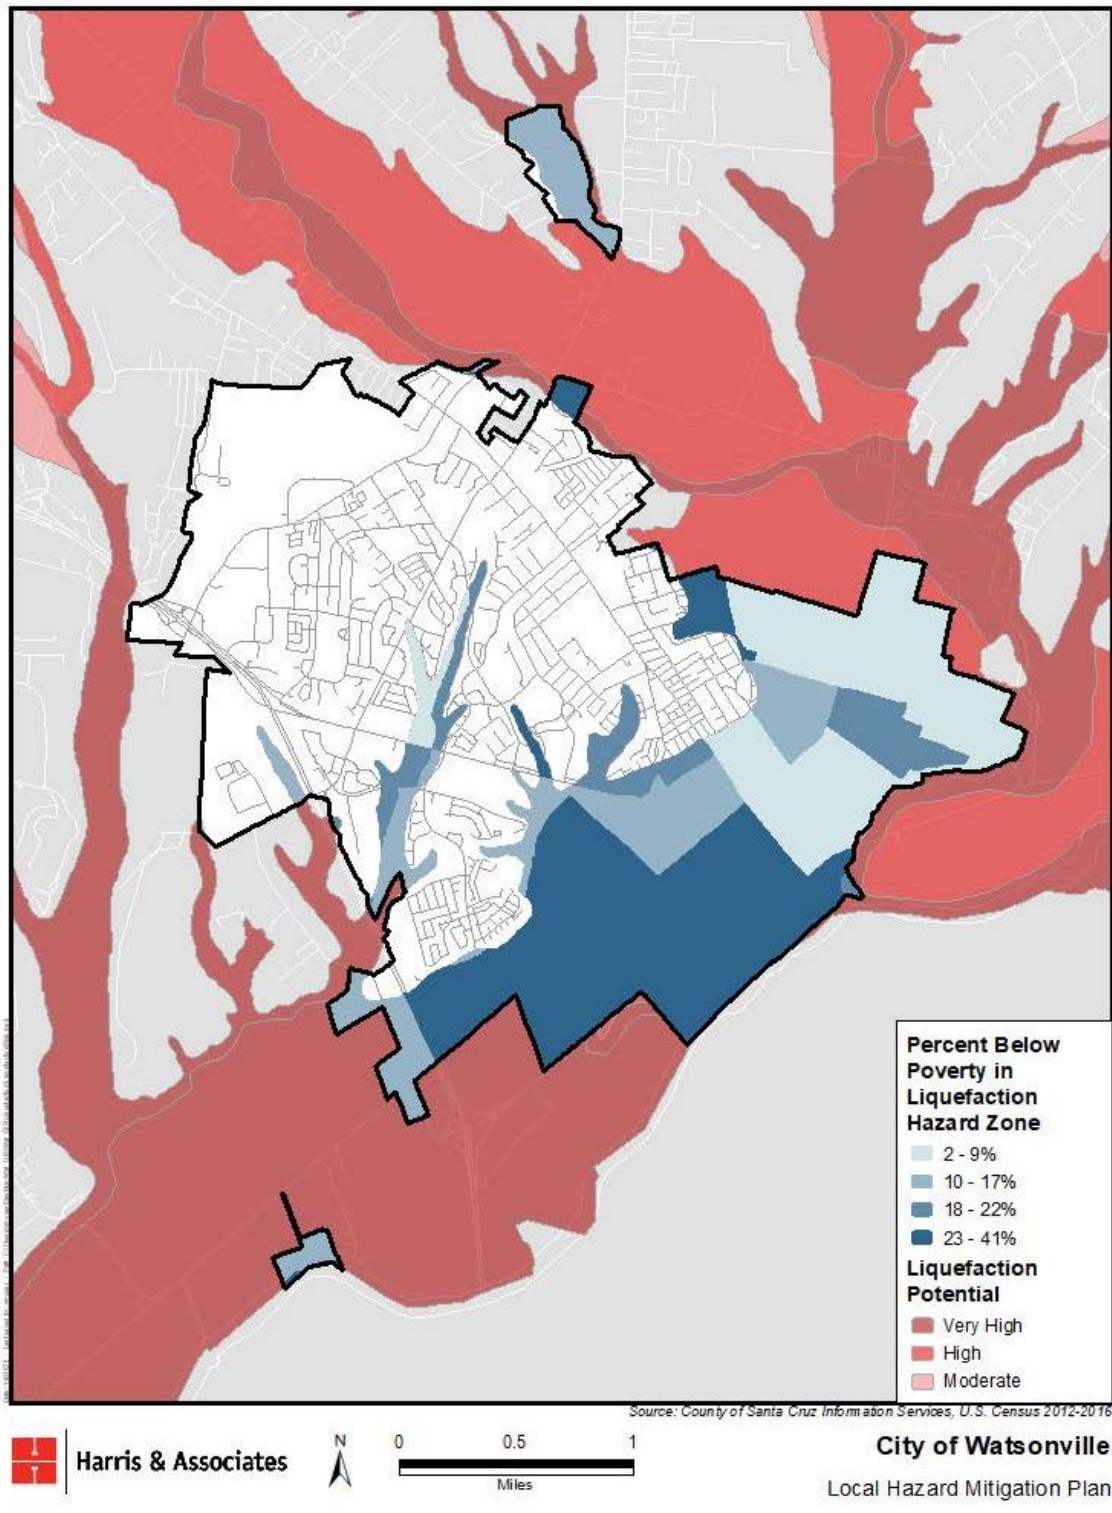 Percent Below
Poverty in
Liquefaction
Hazard Zone
2 - 9%
10 - 17%
18 - 22%
23 - 41%
Liquefaction
Potential
Very High
High
Moderate
Source: County of Santa Cruz Information Services, U.S. Census 2012-2016
Harris & Associates
N
0 0.5 1
Miles
City of Watsonville
Local Hazard Mitigation Plan